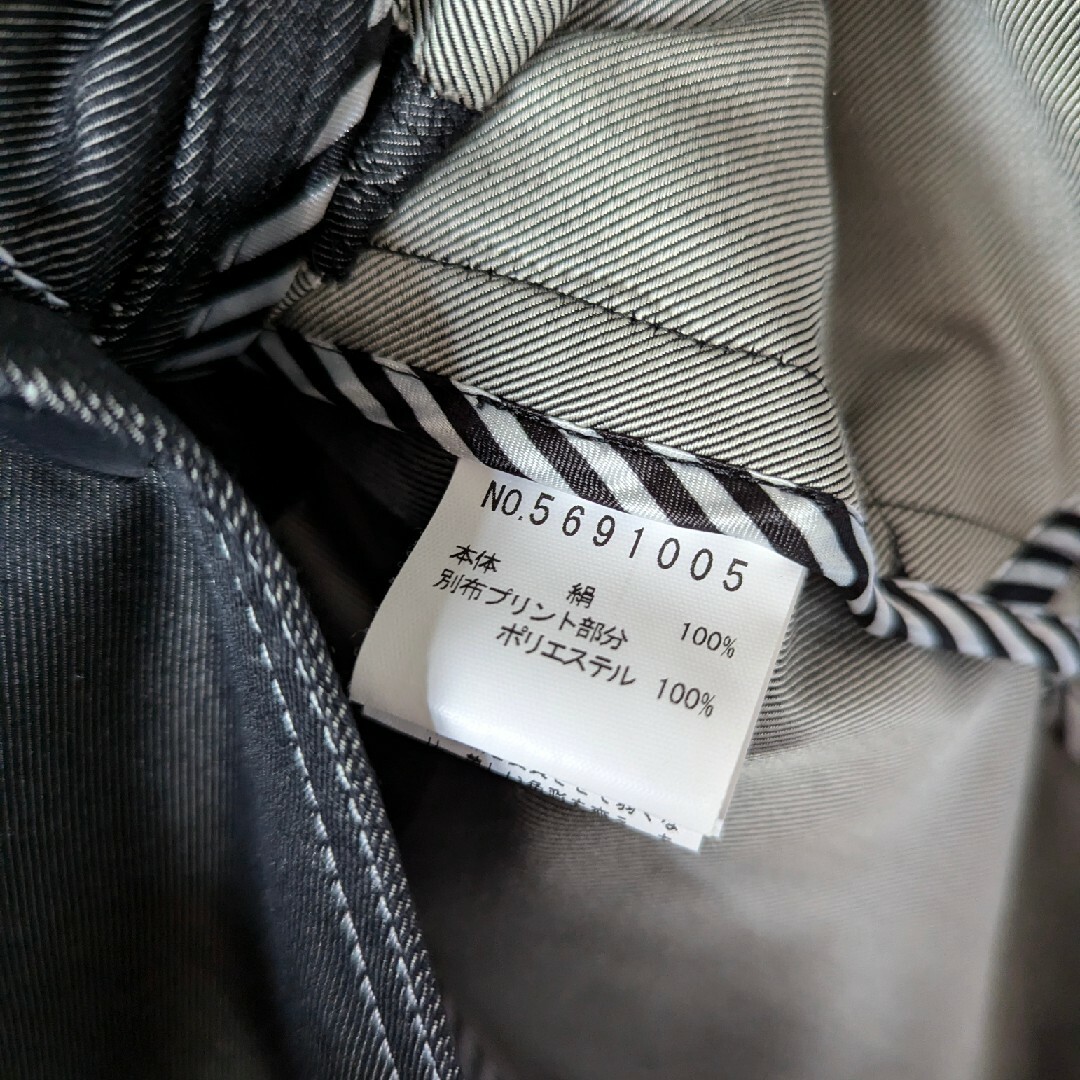 NO.5691005
本体
絹 100%
別布プリント部分
ポリエステル 100%